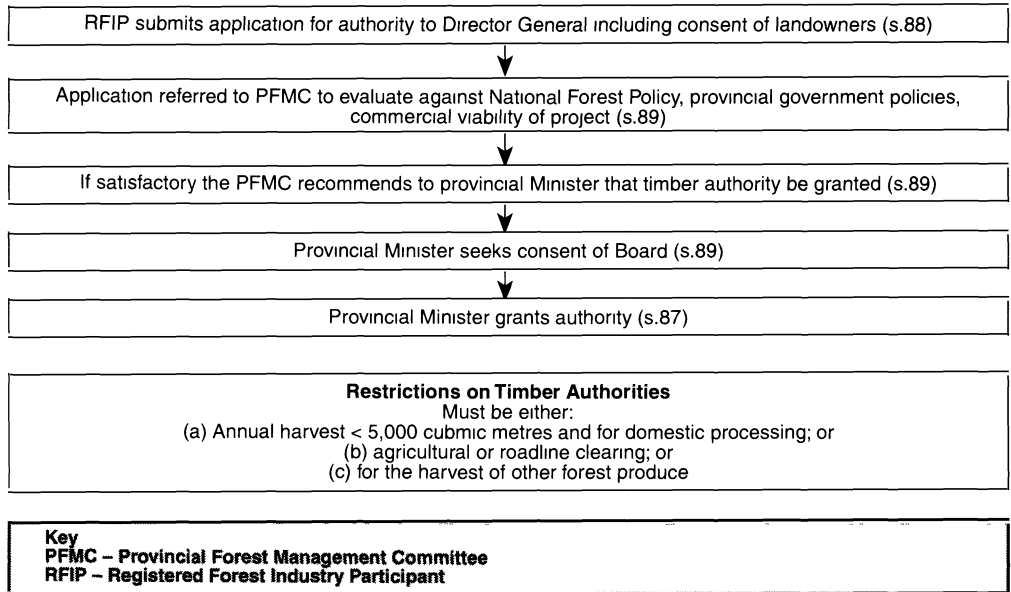 RFIP submits application for authority to Director General including consent of landowners (s.88)
Application referred to PFMC to evaluate against National Forest Policy, provincial government policies,
commercial viability of project (s.89)
If satisfactory the PFMC recommends to provincial Minister that timber authority be granted (s.89)
Provincial Minister seeks consent of Board (s.89)
Provincial Minister grants authority (s.87)
Restrictions on Timber Authorities
Must be either:
(a) Annual harvest < 5,000 cubmic metres and for domestic processing; or
(b) agricultural or roadline clearing; or
(c) for the harvest of other forest produce
Key
PFMC – Provincial Forest Management Committee
RFIP – Registered Forest Industry Participant